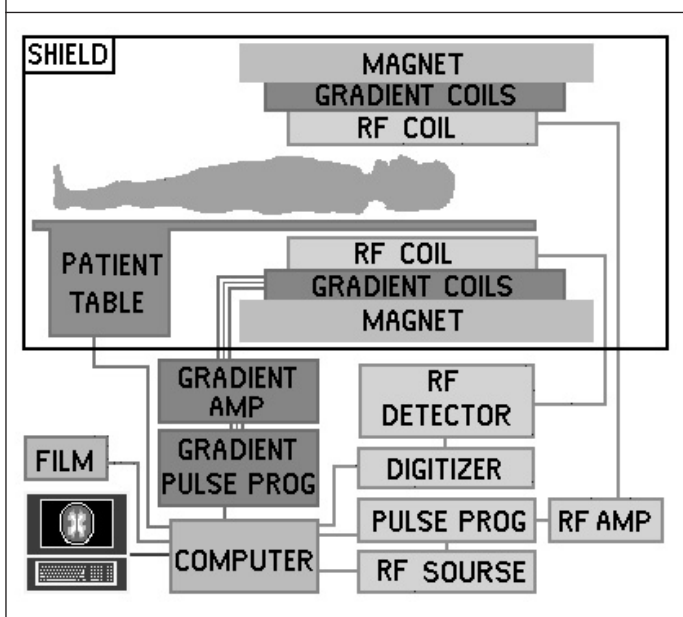 SHIELD
MAGNET
GRADIENT COILS
RF COIL
RF COIL
GRADIENT COILS
MAGNET
PATIENT
TABLE
GRADIENT
AMP
RF
DETECTOR
GRADIENT
PULSE PROG
FILM
DIGITIZER
PULSE PROG
RF AMP
COMPUTER
RF SOURSE